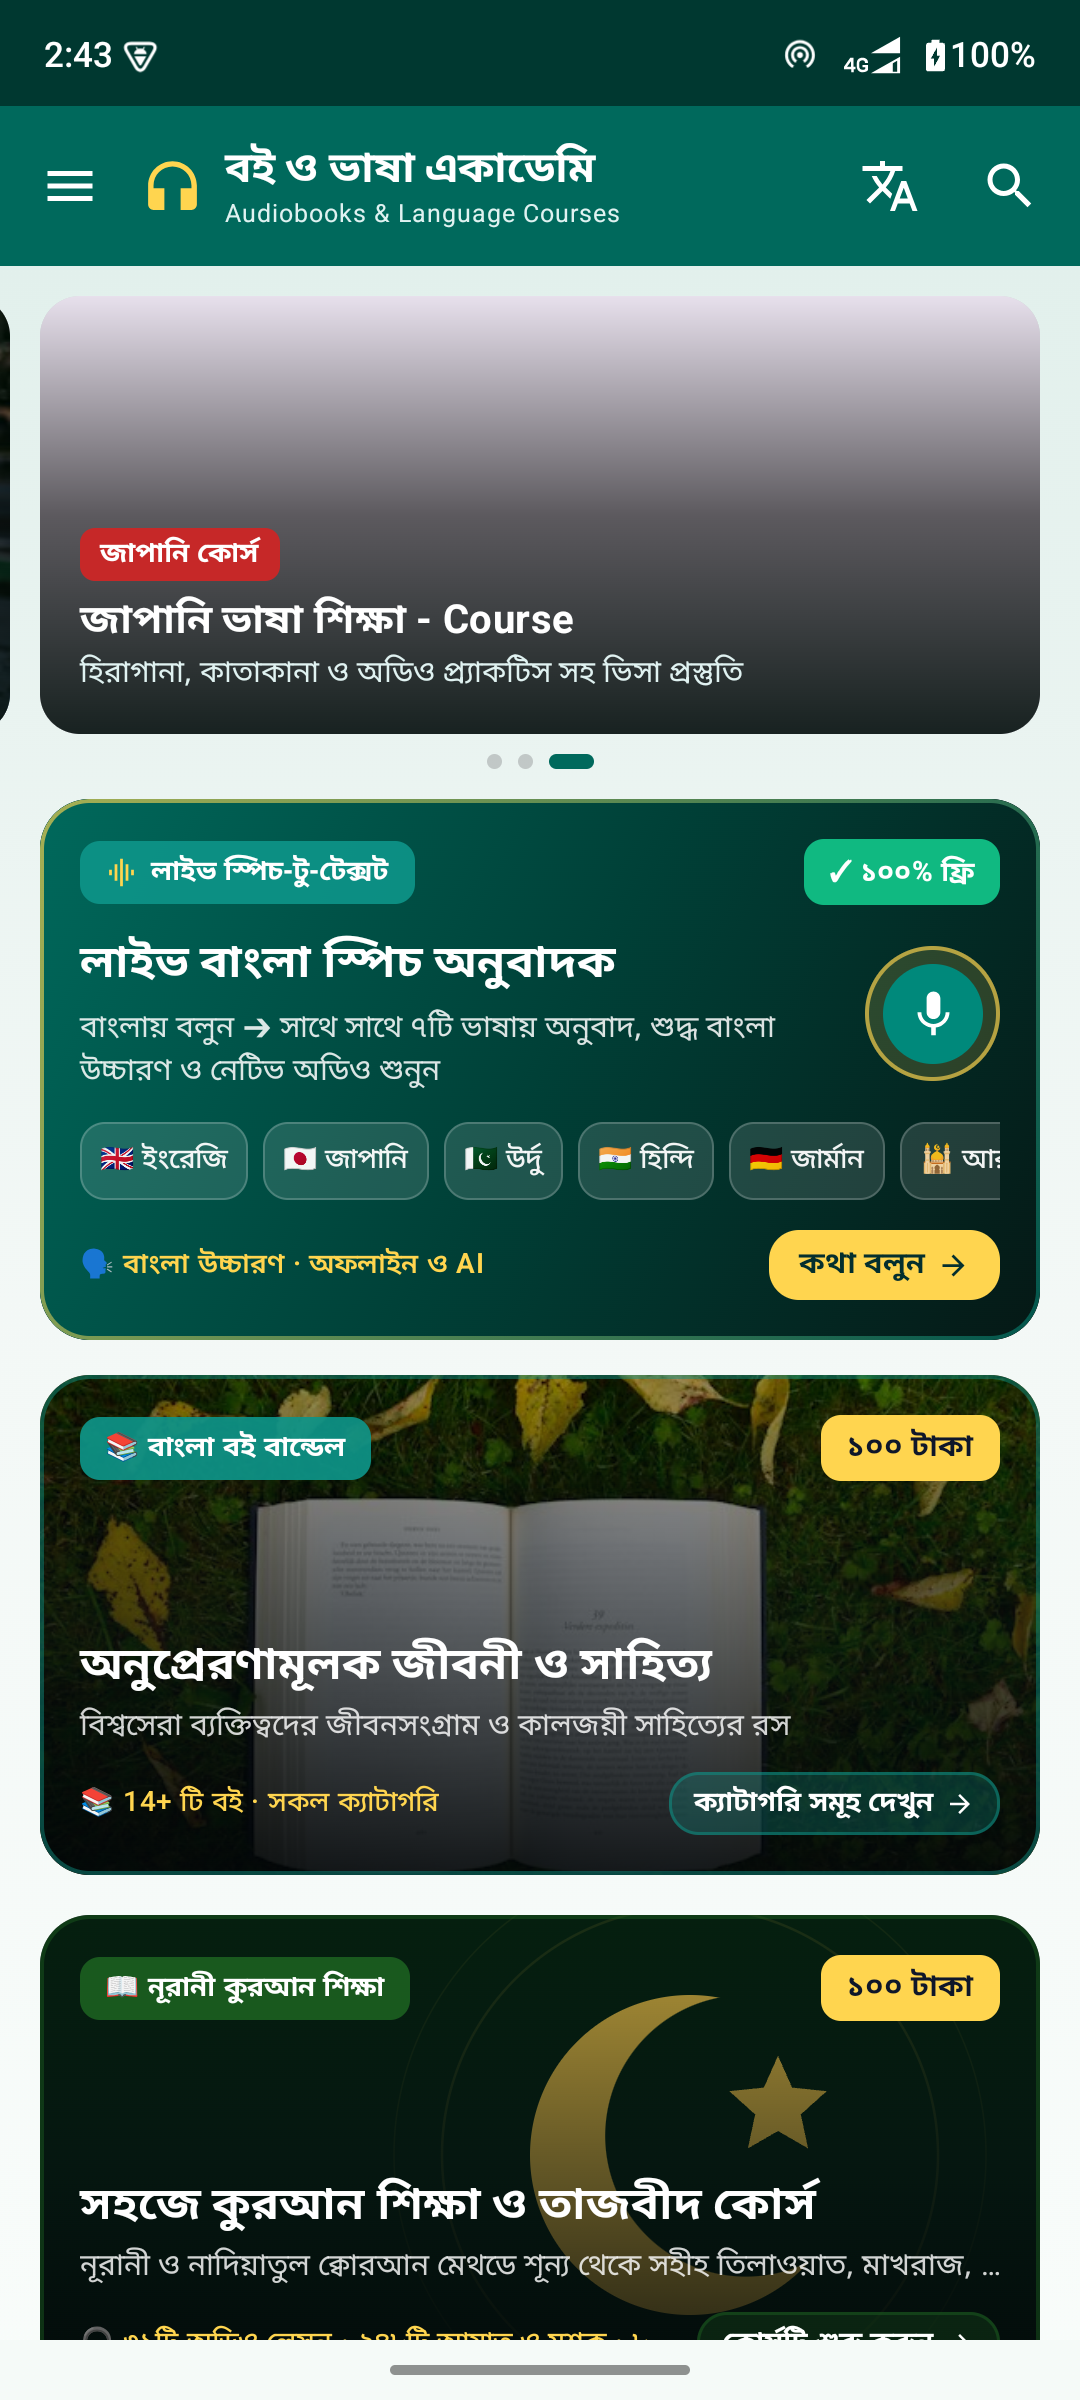 2:43
4G
100%
বই ও ভাষা একাডেমি
Audiobooks & Language Courses
জাপানি কোর্স
জাপানি ভাষা শিক্ষা - Course
হিরাগানা, কাতাকানা ও অডিও প্র্যাকটিস সহ ভিসা প্রস্তুতি
লাইভ স্পিচ-টু-টেক্সট
✓ ১০০% ফ্রি
লাইভ বাংলা স্পিচ অনুবাদক
বাংলায় বলুন ➔ সাথে সাথে ৭টি ভাষায় অনুবাদ, শুদ্ধ বাংলা
উচ্চারণ ও নেটিভ অডিও শুনুন
ইংরেজি
জাপানি
উর্দু
হিন্দি
জার্মান
বাংলা উচ্চারণ · অফলাইন ও AI
কথা বলুন →
বাংলা বই বান্ডেল
১০০ টাকা
অনুপ্রেরণামূলক জীবনী ও সাহিত্য
বিশ্বসেরা ব্যক্তিত্বদের জীবনসংগ্রাম ও কালজয়ী সাহিত্যের রস
14+ টি বই · সকল ক্যাটাগরি
ক্যাটাগরি সমূহ দেখুন →
নূরানী কুরআন শিক্ষা
১০০ টাকা
সহজে কুরআন শিক্ষা ও তাজবীদ কোর্স
নূরানী ও নাদিয়াতুল ক্বোরআন মেথডে শূন্য থেকে সহীহ তিলাওয়াত, মাখরাজ, ...